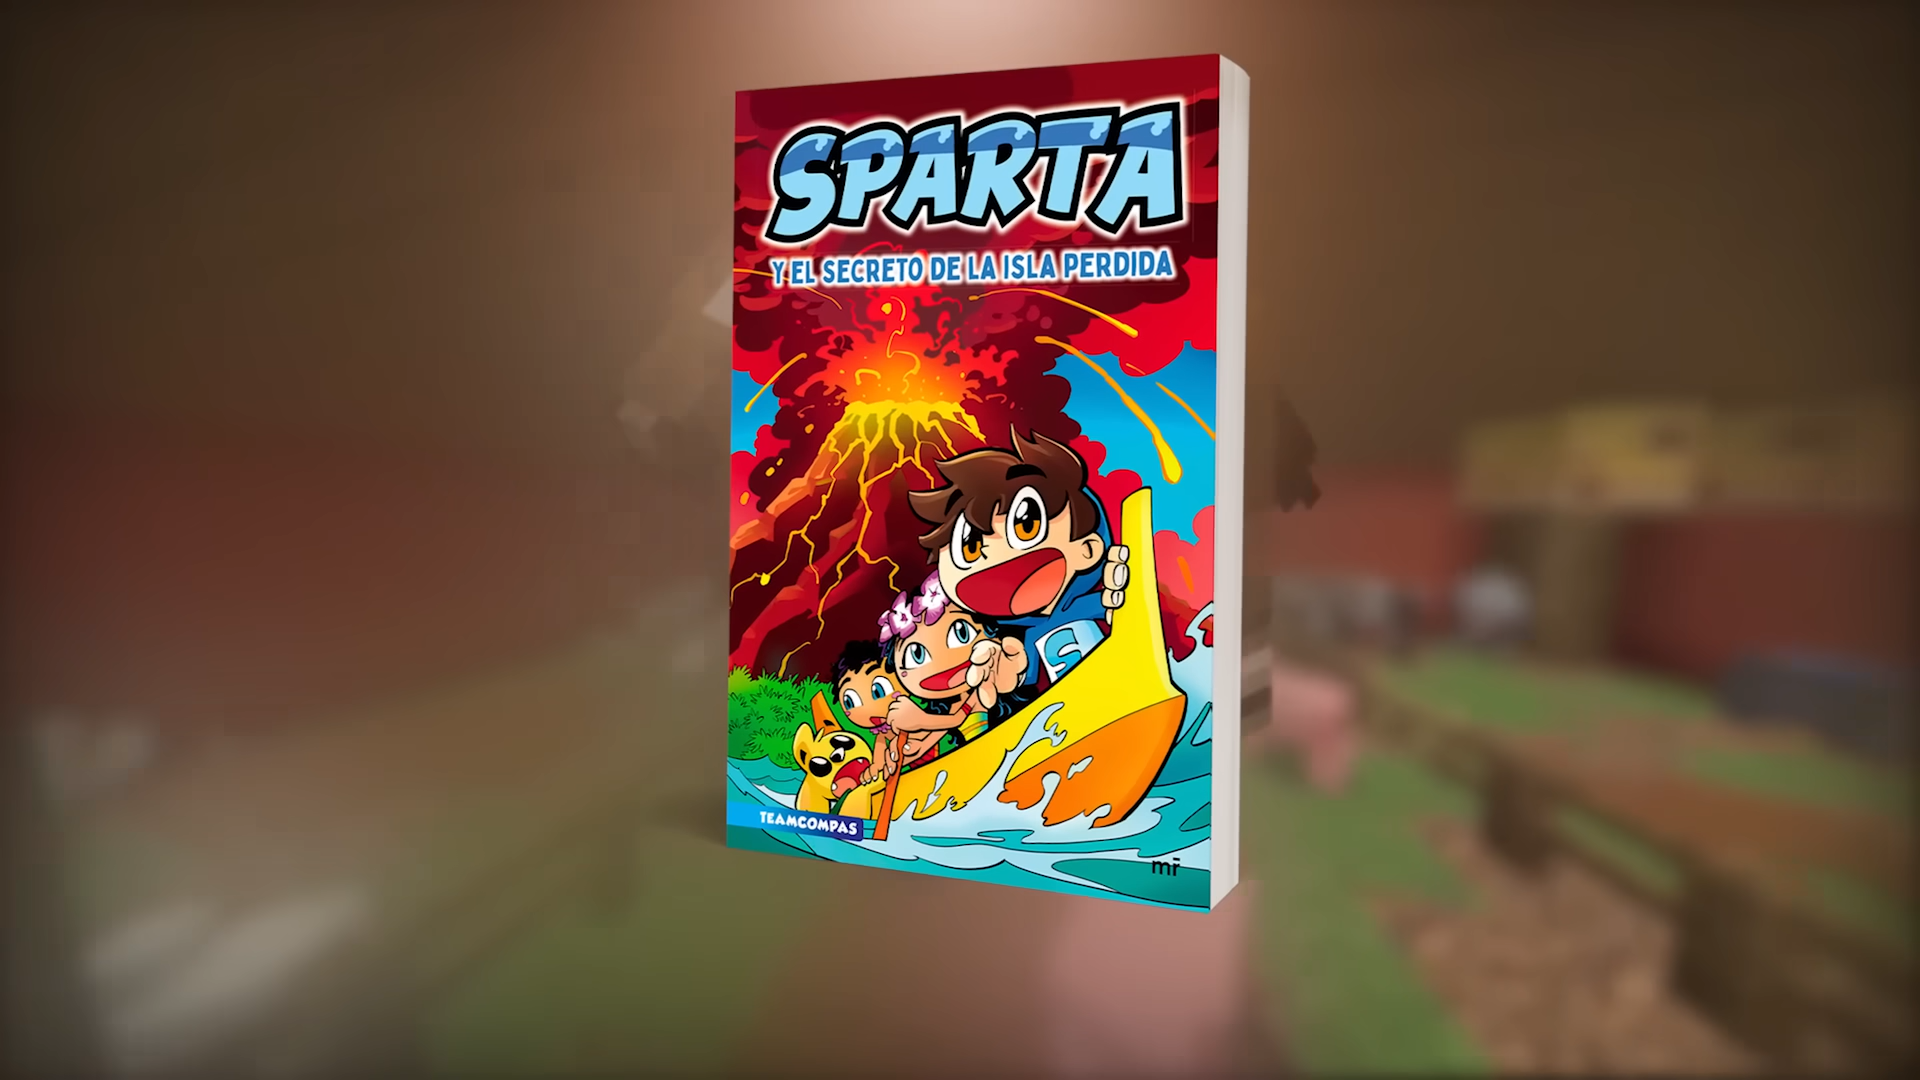 SPARTA
Y EL SECRETO DE LA ISLA PERDIDA
S
TEAMCOMPAS
mr